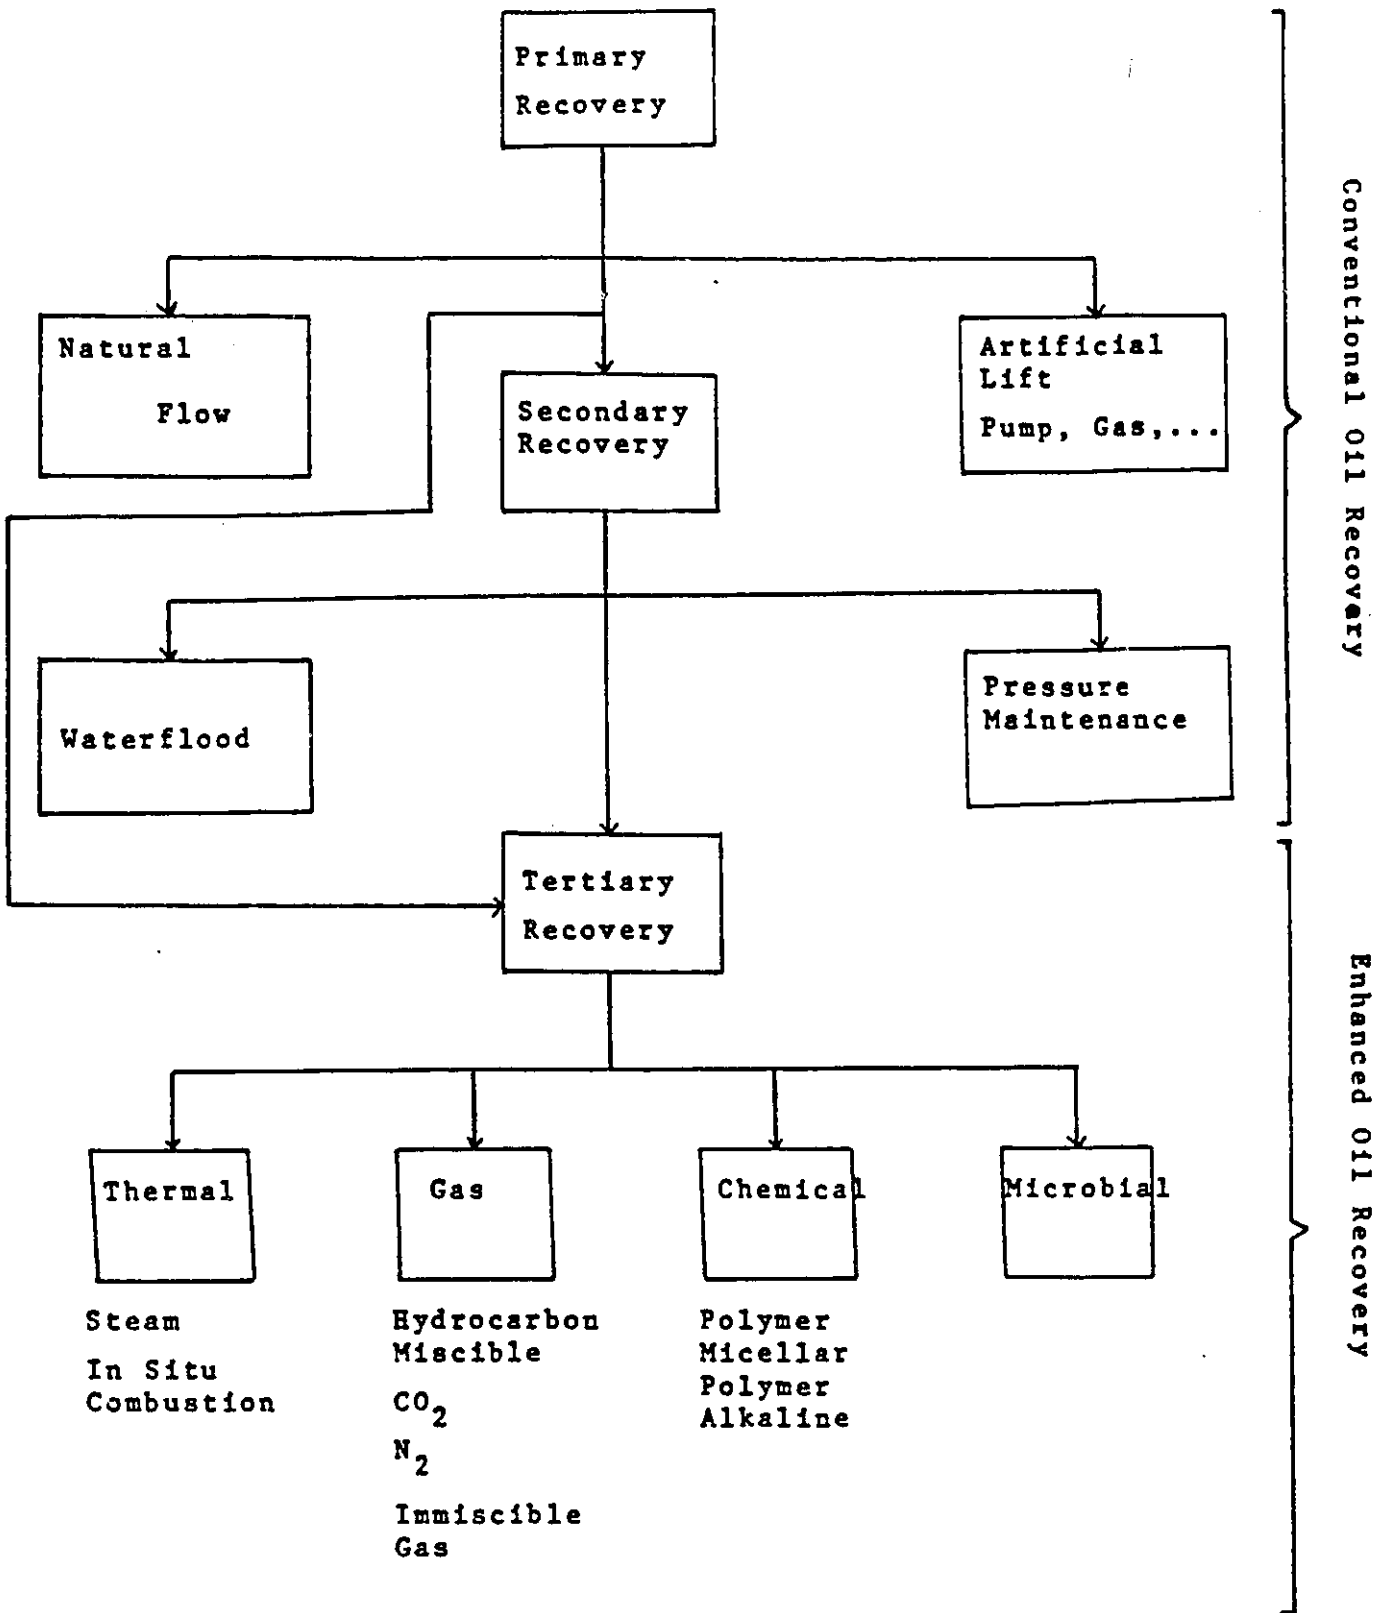 Primary
Recovery
Natural
Flow
Artificial
Lift
Pump, Gas,...
Secondary
Recovery
Conventional Oil Recovery
Waterflood
Pressure
Maintenance
Tertiary
Recovery
Enhanced Oil Recovery
Thermal
Gas
Chemical
Microbial
Steam
In Situ
Combustion
Hydrocarbon
Miscible
CO2
N2
Immiscible
Gas
Polymer
Micellar
Polymer
Alkaline